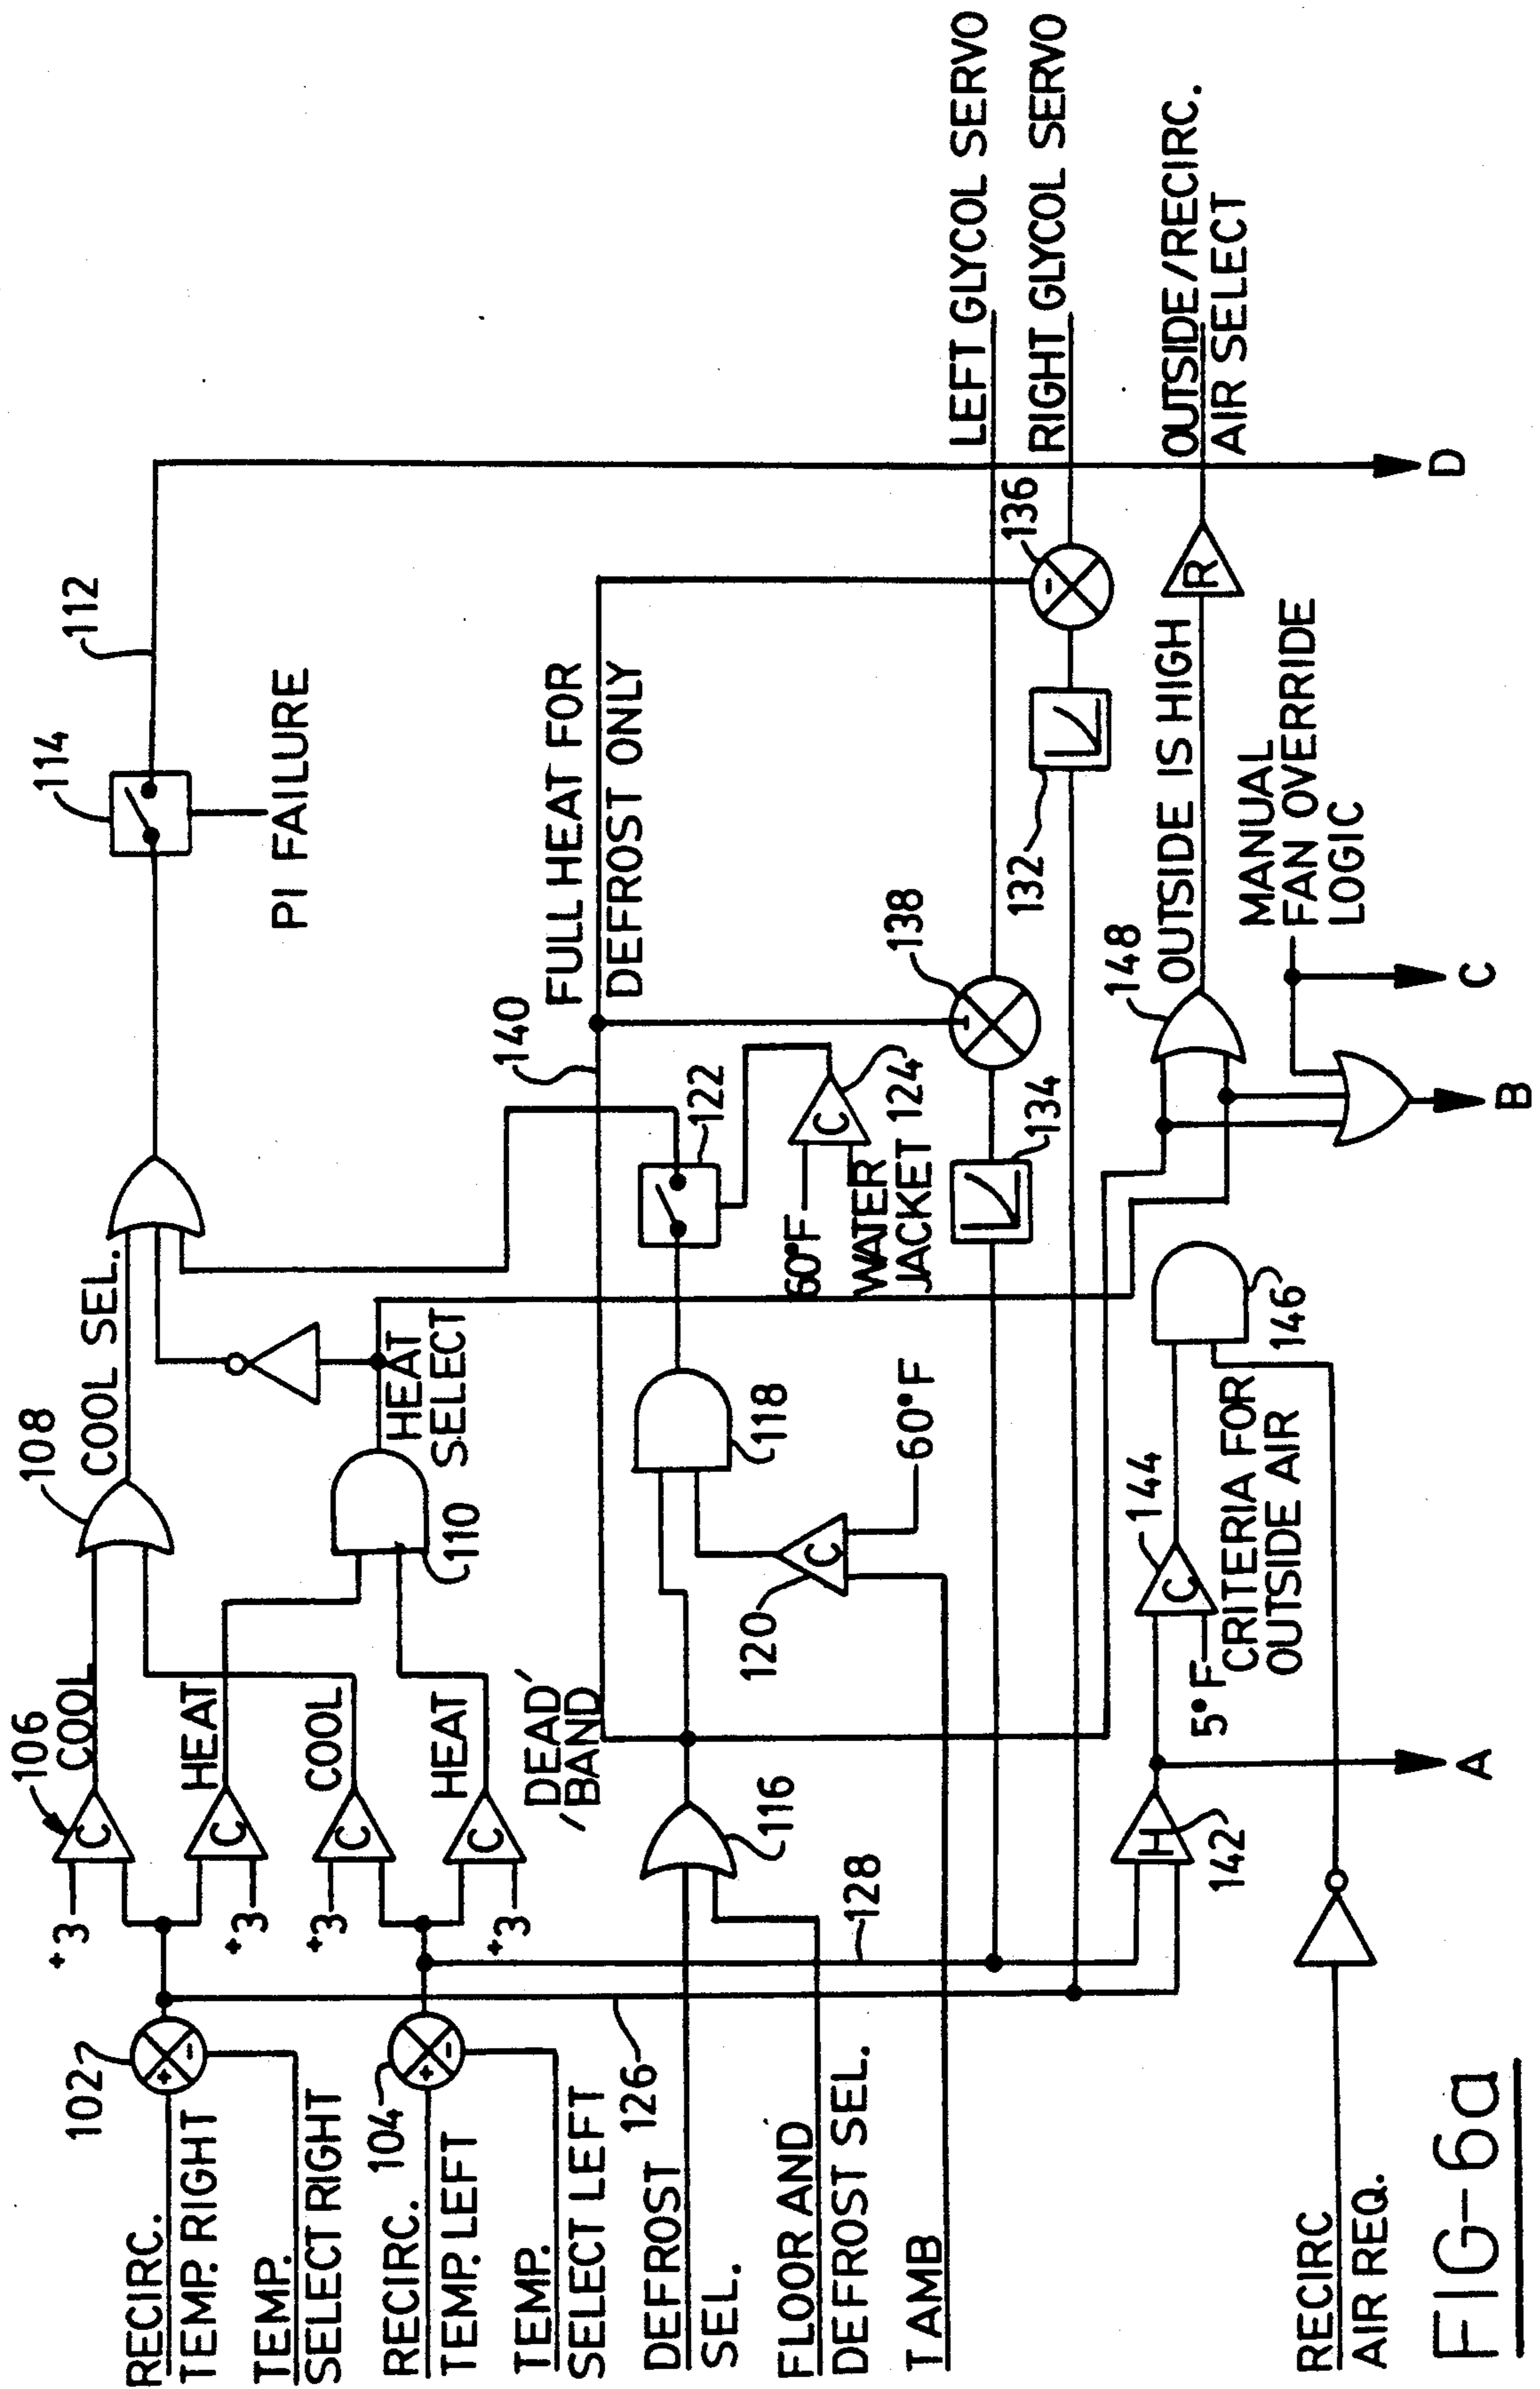 RECIRC.
TEMP. RIGHT
TEMP.
SELECT RIGHT
RECIRC.
TEMP. LEFT
TEMP.
SELECT LEFT
DEFROST
SEL.
FLOOR AND
DEFROST SEL.
T AMB
RECIRC
AIR REQ.
102
+
-
104
+
-
126
128
+3
+3
+3
+3
106
C
C
C
C
COOL
HEAT
COOL
HEAT
DEAD
BAND
116
H
142
A
108
110
COOL SEL.
HEAT
SELECT
120
C
60°F
118
5°F
C
144
CRITERIA FOR
OUTSIDE AIR
146
122
60°F
WATER
JACKET
C
124
134
140
FULL HEAT FOR
DEFROST ONLY
138
-
148
B
C
MANUAL
FAN OVERRIDE
LOGIC
OUTSIDE IS HIGH
132
136
-
114
PI FAILURE
112
R
D
LEFT GLYCOL SERVO
RIGHT GLYCOL SERVO
OUTSIDE/RECIRC.
AIR SELECT
FIG-6a